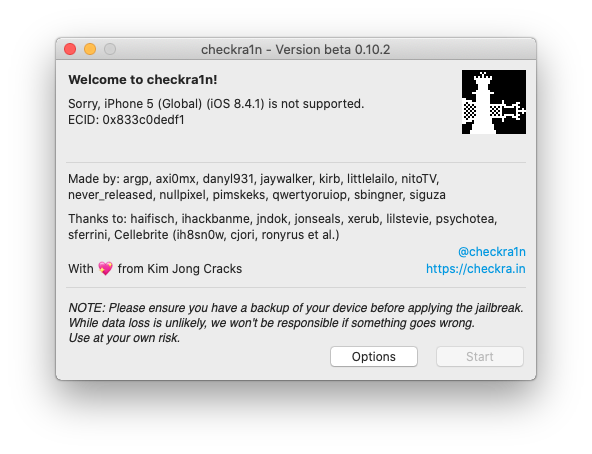 checkra1n - Version beta 0.10.2
Welcome to checkra1n!
Sorry, iPhone 5 (Global) (iOS 8.4.1) is not supported.
ECID: 0x833c0dedf1
Made by: argp, axi0mx, danyl931, jaywalker, kirb, littlelailo, nitoTV,
never_released, nullpixel, pimskeks, qwertyoruiop, sbingner, siguza
Thanks to: haifisch, ihackbanme, jndok, jonseals, xerub, lilstevie, psychotea,
sferrini, Cellebrite (ih8sn0w, cjori, ronyrus et al.)
@checkra1n
With 💖 from Kim Jong Cracks
https://checkra.in
NOTE: Please ensure you have a backup of your device before applying the jailbreak.
While data loss is unlikely, we won't be responsible if something goes wrong.
Use at your own risk.
Options
Start